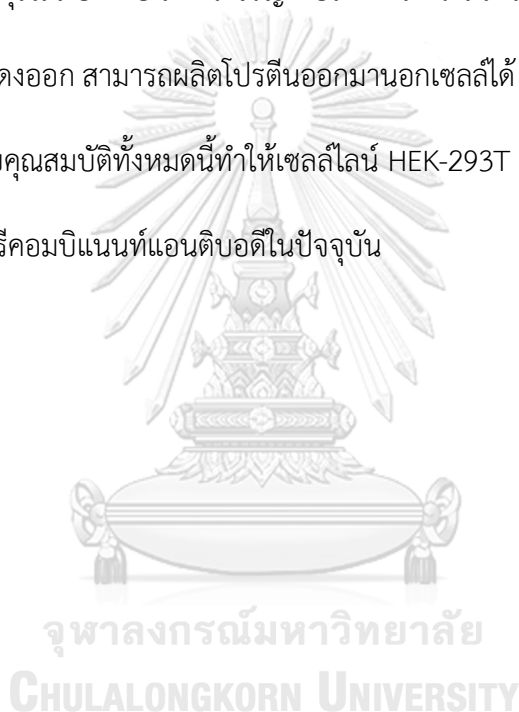 ดงออก สามารถผลิตโปรตีนออกมานอกเซลล์ได้
คุณสมบัติทั้งหมดนี้ทำให้เซลล์ไลน์ HEK-293T
รีคอมบิแนนท์แอนติบอดีในปัจจุบัน
จุฬาลงกรณ์มหาวิทยาลัย
CHULALONGKORN UNIVERSITY